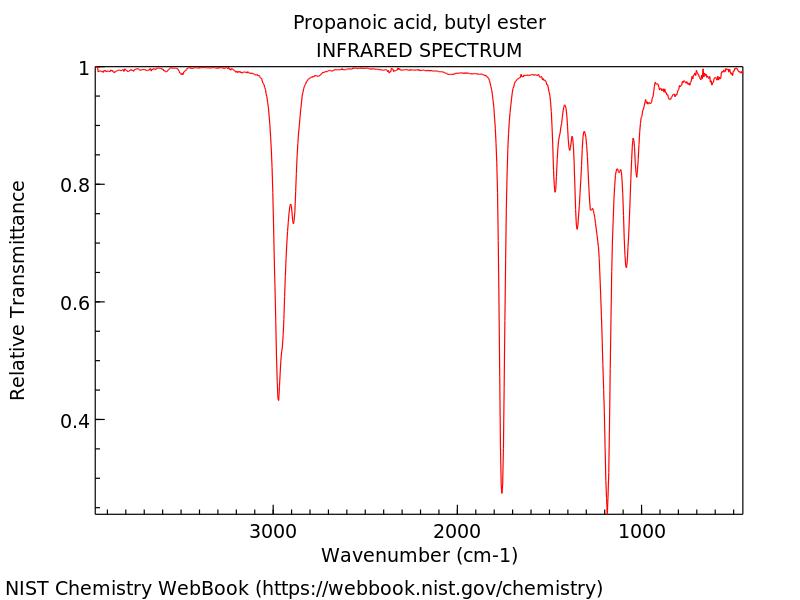 Propanoic acid, butyl ester
INFRARED SPECTRUM
1
0.8
0.6
0.4
Relative Transmittance
3000 2000 1000
Wavenumber (cm-1)
NIST Chemistry WebBook (https://webbook.nist.gov/chemistry)